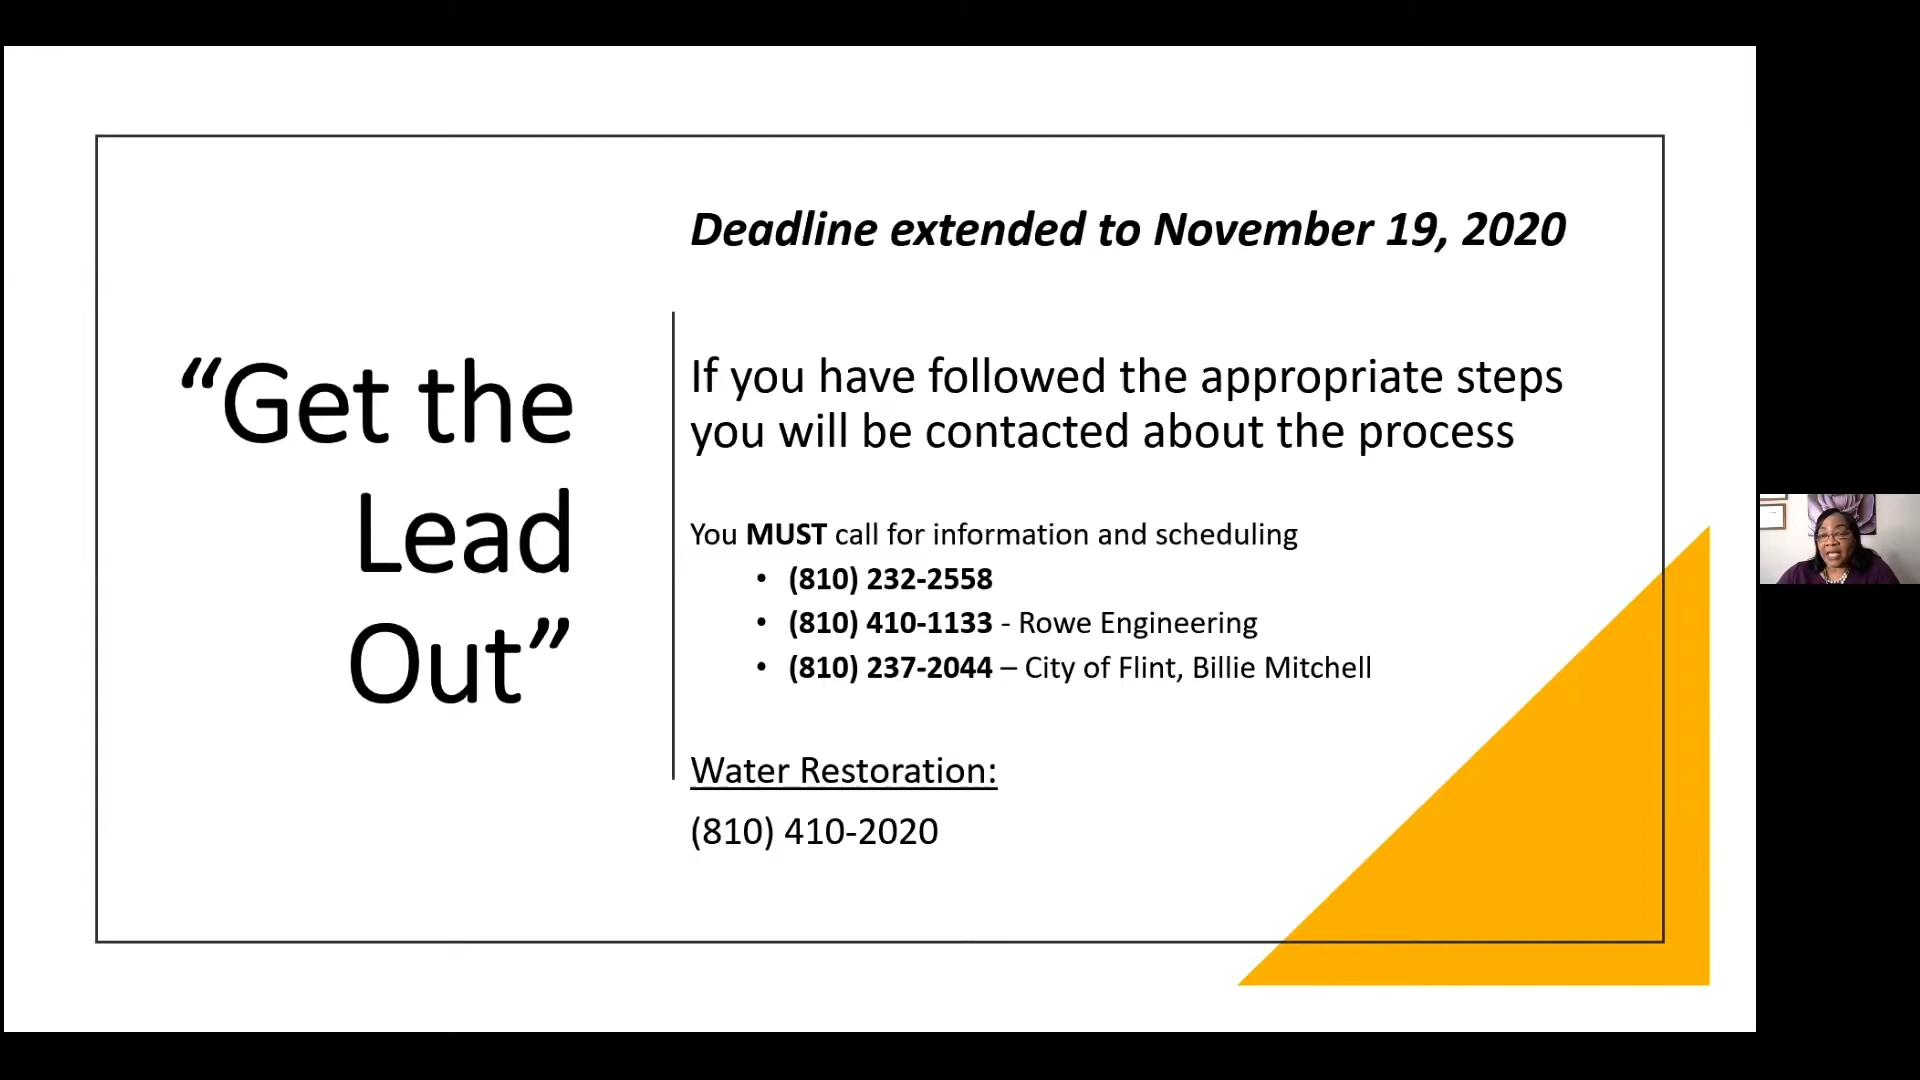 Deadline extended to November 19, 2020
“Get the
Lead
Out”
If you have followed the appropriate steps
you will be contacted about the process
You MUST call for information and scheduling
• (810) 232-2558
• (810) 410-1133 - Rowe Engineering
• (810) 237-2044 – City of Flint, Billie Mitchell
Water Restoration:
(810) 410-2020